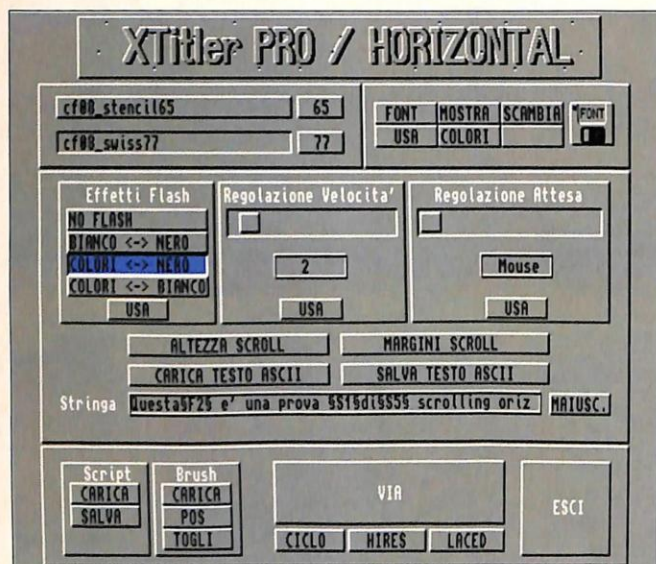 XTitler PRO / HORIZONTAL
cf08_stencil65 65
cf08_swiss77 77
FONT MOSTRA SCAMBIA
USA COLORI
FONT
Effetti Flash
NO FLASH
BIANCO <-> NERO
COLORI <-> NERO
COLORI <-> BIANCO
USA
Regolazione Velocita'
2
USA
Regolazione Attesa
Mouse
USA
ALTEZZA SCROLL MARGINI SCROLL
CARICA TESTO ASCII SALVA TESTO ASCII
Stringa Questa§F2§ e' una prova §S1§di§S5§ scrolling oriz MAIUSC.
Script
CARICA
SALVA
Brush
CARICA
POS
TOGLI
VIA
CICLO HIRES LACED
ESCI